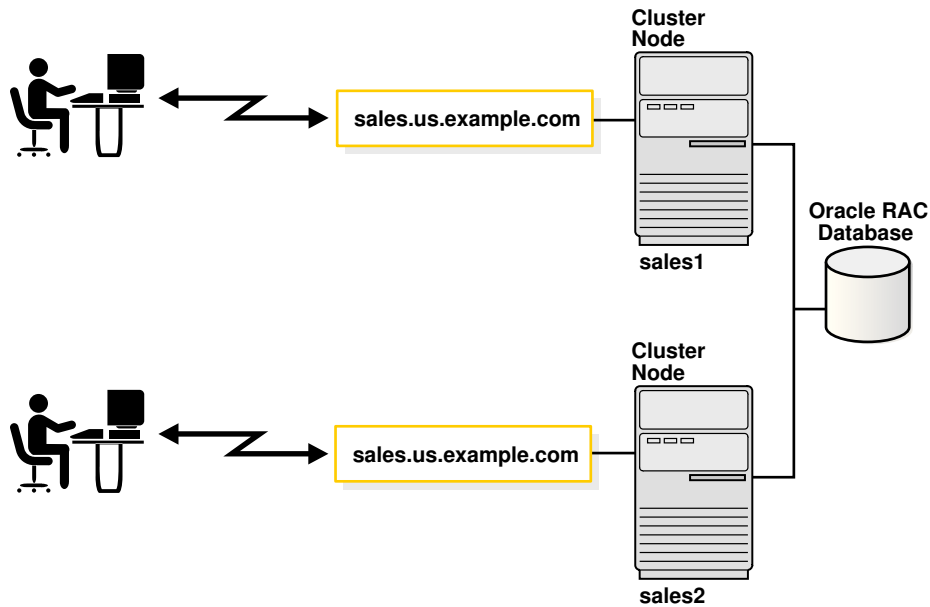 Cluster
Node
sales.us.example.com
sales1
Oracle RAC
Database
Cluster
Node
sales.us.example.com
sales2